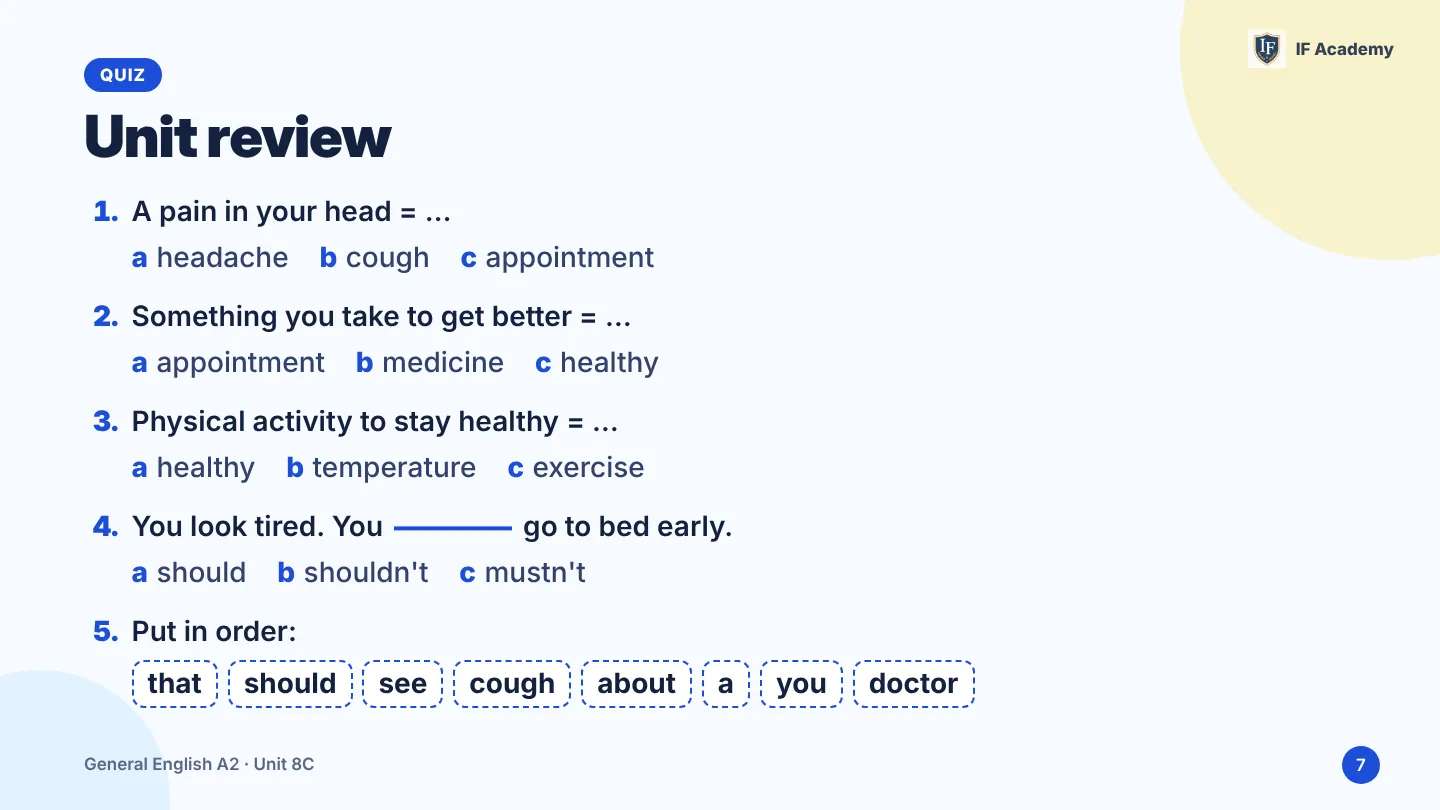 IF
IF Academy
QUIZ
Unit review
1. A pain in your head = ...
a headache b cough c appointment
2. Something you take to get better = ...
a appointment b medicine c healthy
3. Physical activity to stay healthy = ...
a healthy b temperature c exercise
4. You look tired. You ______ go to bed early.
a should b shouldn't c mustn't
5. Put in order:
that should see cough about a you doctor
General English A2 · Unit 8C
7